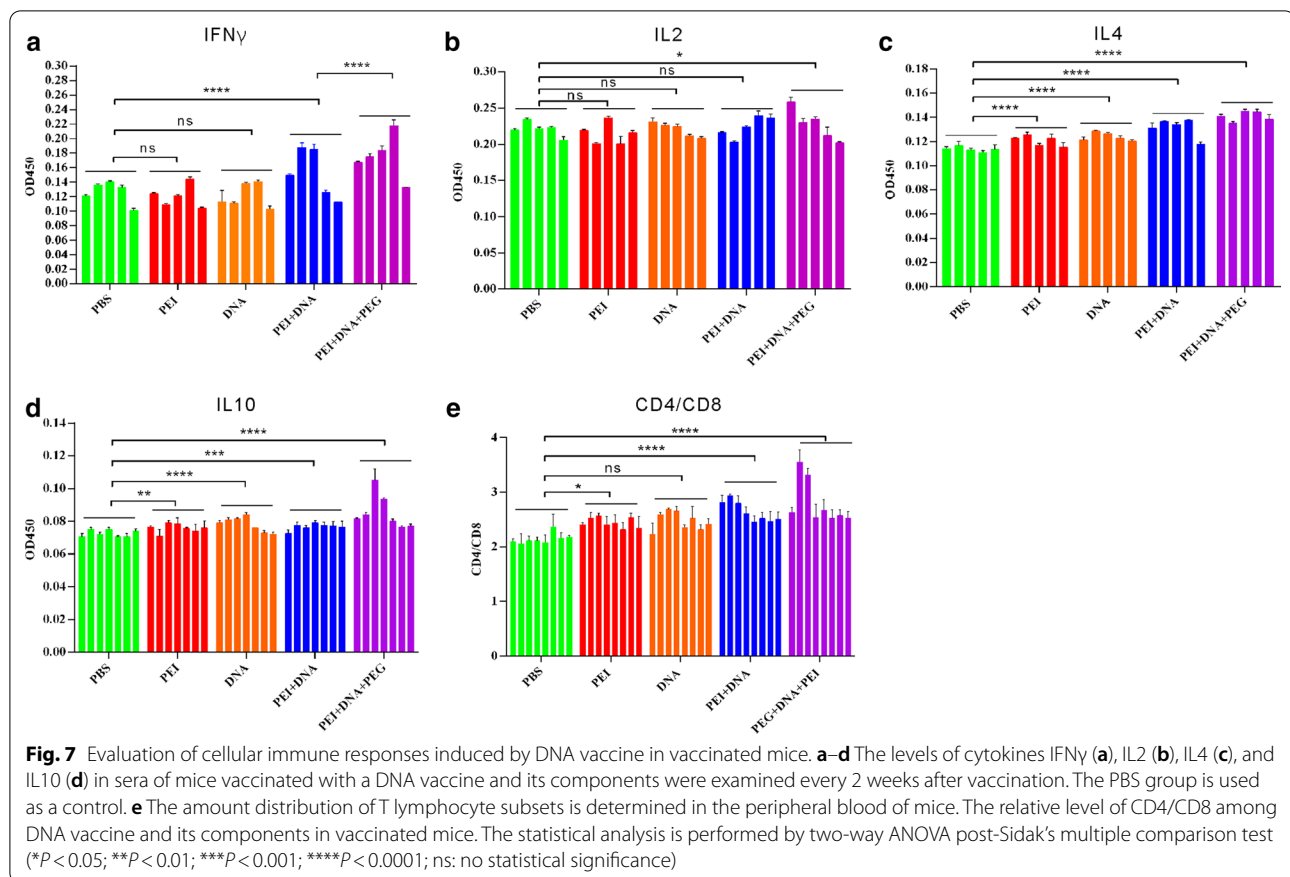 a
IFNγ
****
****
ns
ns
OD450
0.30
0.28
0.26
0.24
0.22
0.20
0.18
0.16
0.14
0.12
0.10
0.08
0.06
0.04
0.02
0.00
PBS
PEI
DNA
PEI+DNA
PEI+DNA+PEG
b
IL2
*
ns
ns
ns
OD450
0.30
0.25
0.20
0.15
0.10
0.05
0.00
PBS
PEI
DNA
PEI+DNA
PEI+DNA+PEG
c
IL4
****
****
****
****
OD450
0.18
0.16
0.14
0.12
0.10
0.08
0.06
0.04
0.02
0.00
PBS
PEI
DNA
PEI+DNA
PEI+DNA+PEG
d
IL10
****
***
****
**
OD450
0.14
0.12
0.10
0.08
0.06
0.04
0.02
0.00
PBS
PEI
DNA
PEI+DNA
PEI+DNA+PEG
e
CD4/CD8
****
****
ns
*
CD4/CD8
4
3
2
1
0
PBS
PEI
DNA
PEI+DNA
PEG+DNA+PEI
Fig. 7 Evaluation of cellular immune responses induced by DNA vaccine in vaccinated mice. a–d The levels of cytokines IFNγ (a), IL2 (b), IL4 (c), and
IL10 (d) in sera of mice vaccinated with a DNA vaccine and its components were examined every 2 weeks after vaccination. The PBS group is used
as a control. e The amount distribution of T lymphocyte subsets is determined in the peripheral blood of mice. The relative level of CD4/CD8 among
DNA vaccine and its components in vaccinated mice. The statistical analysis is performed by two-way ANOVA post-Sidak's multiple comparison test
(*P < 0.05; **P < 0.01; ***P < 0.001; ****P < 0.0001; ns: no statistical significance)